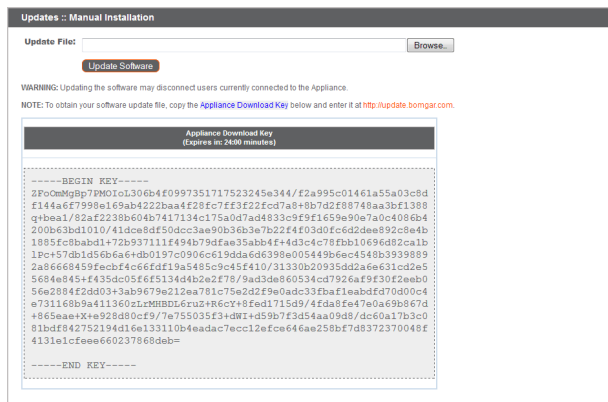 Updates :: Manual Installation
Update File:
Browse..
Update Software
WARNING: Updating the software may disconnect users currently connected to the Appliance.
NOTE: To obtain your software update file, copy the Appliance Download Key below and enter it at http://update.bomgar.com.
Appliance Download Key
(Expires in: 24:00 minutes)
-----BEGIN KEY-----
ZFoOmMgBp7PMOIoL306b4f0997351717523245e344/f2a995c01461a55a03c8d
f144a6f7998e169ab4222baa4f28fc7ff3f22fcd7a8+8b7d2f88748aa3bf1388
q+bea1/82af2238b604b7417134c175a0d7ad4833c9f9f1659e90e7a0c4086b4
200b63bd1010/41dce8df50dcc3ae90b36b3e7b22f4f03d0fc6d2dee892c8e4b
1885fc8babd1+72b937111f494b79dfae35abb4f+4d3c4c78fbb10696d82ca1b
1Pc+57db1d56b6a6+db0197c0906c619dda6d6398e005449b6ec4548b3939889
2a86668459fecbf4c66fdf19a5485c9c45f410/31330b20935dd2a6e631cd2e5
5684e845+f435dc05f6f5134d4b2e2f78/9ad3de860534cd7926af9f30f2eeb0
56e2884f2dd03+3ab9679e212ea781c75e2d2f9e0adc33fbaf1eabdfd70d00c4
e731168b9a411360zLrMHBDL6ruZ+R6cY+8fed1715d9/4fda8fe47e0a69b867d
+865eae+X+e928d80cf9/7e755035f3+dWI+d59b7f3d54aa09d8/dc60a17b3c0
81bdf842752194d16e133110b4eadac7ecc12efce646ae258bf7d8372370048f
4131e1cfeee660237868deb=
-----END KEY-----